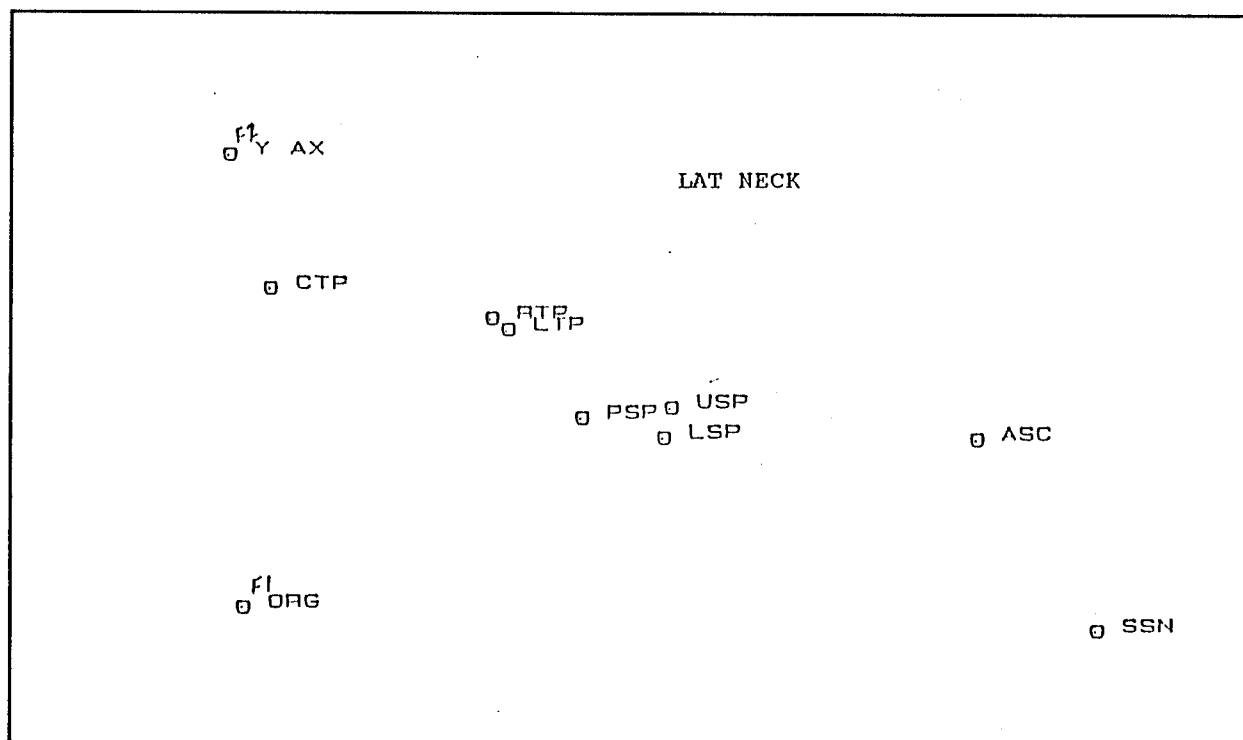 F2
Y AX
LAT NECK
CTP
RTP
LTP
PSP
USP
LSP
ASC
F1
ORG
SSN